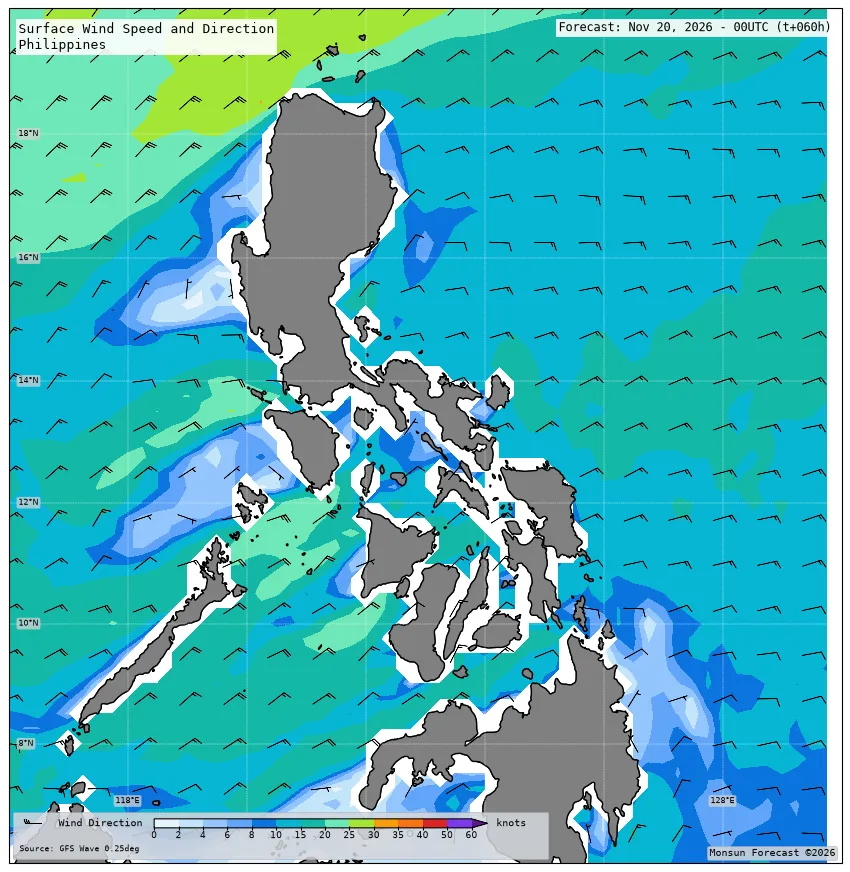 Surface Wind Speed and Direction
Philippines
Forecast: Nov 20, 2026 - 00UTC (t+060h)
18°N
16°N
14°N
12°N
10°N
8°N
118°E
128°E
Wind Direction
0 2 4 6 8 10 15 20 25 30 35 40 50 60
knots
Source: GFS Wave 0.25deg
Monsun Forecast ©2026